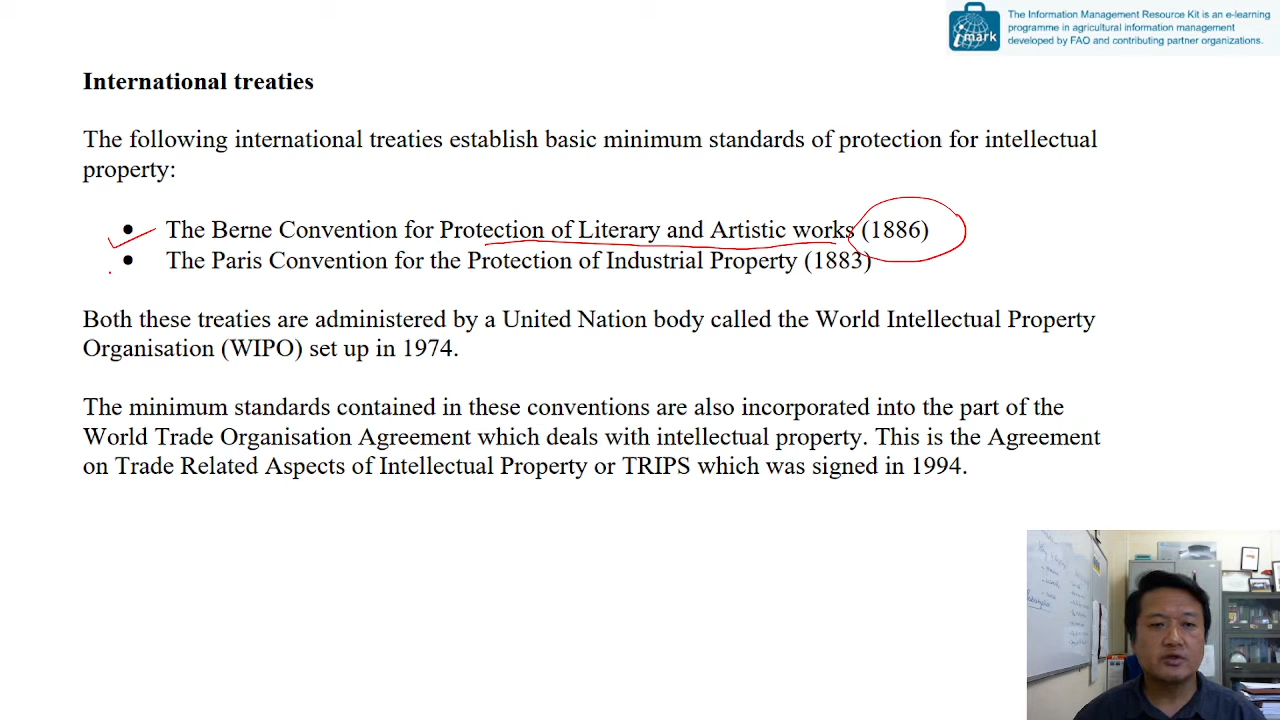 The Information Management Resource Kit is an e-learning
programme in agricultural information management
developed by FAO and contributing partner organizations.
imark
International treaties
The following international treaties establish basic minimum standards of protection for intellectual
property:
• The Berne Convention for Protection of Literary and Artistic works (1886)
• The Paris Convention for the Protection of Industrial Property (1883)
Both these treaties are administered by a United Nation body called the World Intellectual Property
Organisation (WIPO) set up in 1974.
The minimum standards contained in these conventions are also incorporated into the part of the
World Trade Organisation Agreement which deals with intellectual property. This is the Agreement
on Trade Related Aspects of Intellectual Property or TRIPS which was signed in 1994.